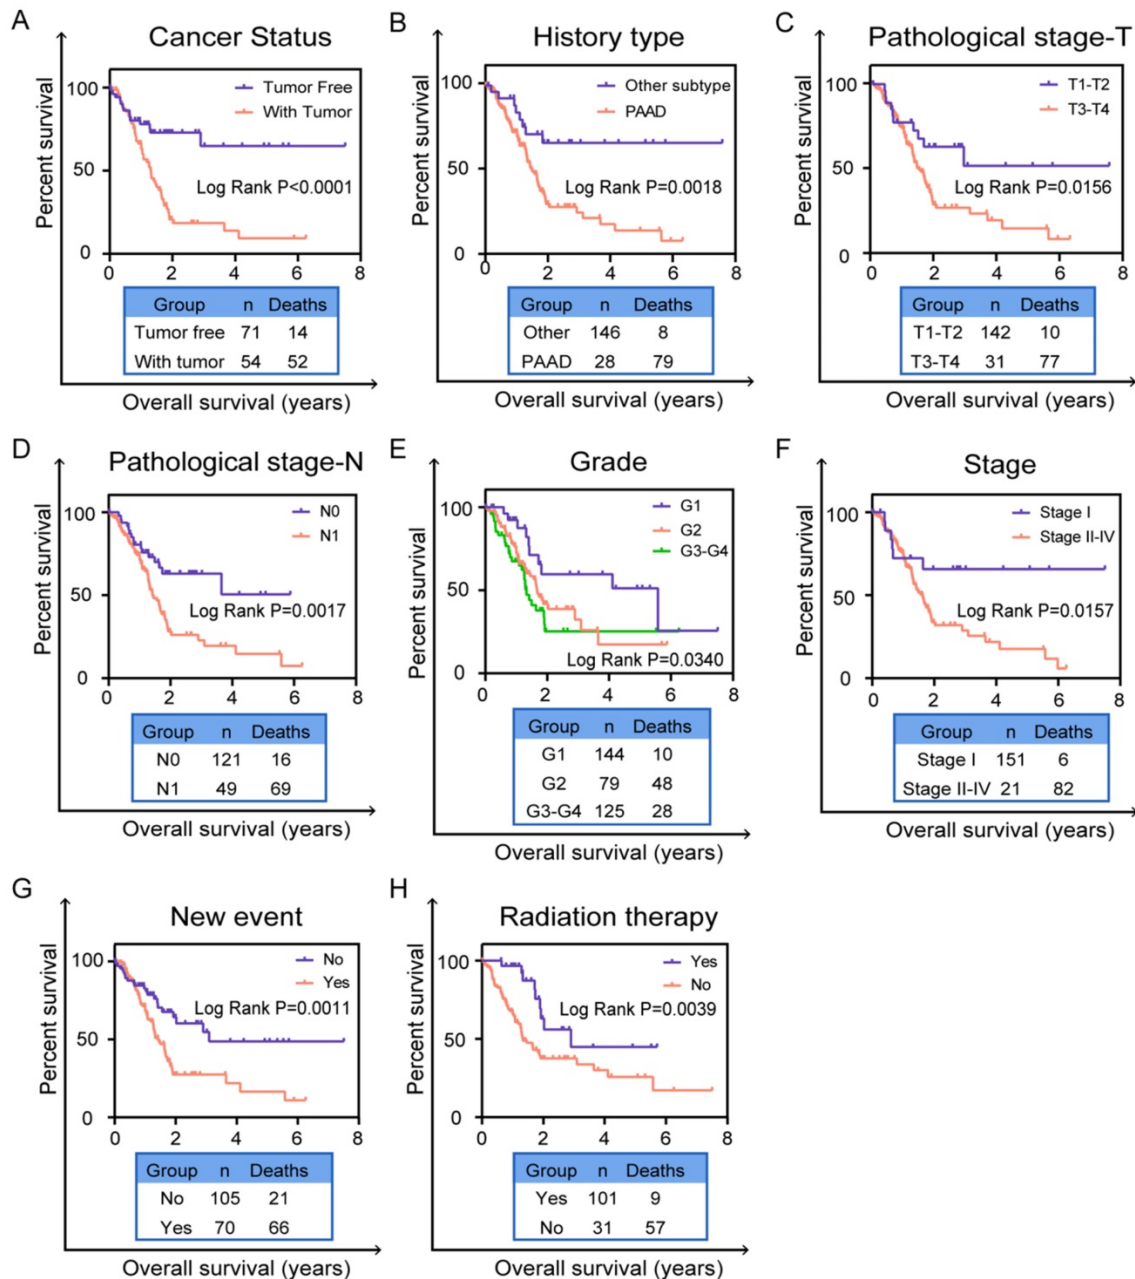 A
Cancer Status
Percent survival
100
50
0
Tumor Free
With Tumor
Log Rank P<0.0001
0 2 4 6 8
Group n Deaths
Tumor free 71 14
With tumor 54 52
Overall survival (years)
B
History type
Percent survival
100
50
0
Other subtype
PAAD
Log Rank P=0.0018
0 2 4 6 8
Group n Deaths
Other 146 8
PAAD 28 79
Overall survival (years)
C
Pathological stage-T
Percent survival
100
50
0
T1-T2
T3-T4
Log Rank P=0.0156
0 2 4 6 8
Group n Deaths
T1-T2 142 10
T3-T4 31 77
Overall survival (years)
D
Pathological stage-N
Percent survival
100
50
0
N0
N1
Log Rank P=0.0017
0 2 4 6 8
Group n Deaths
N0 121 16
N1 49 69
Overall survival (years)
E
Grade
Percent survival
100
50
0
G1
G2
G3-G4
Log Rank P=0.0340
0 2 4 6 8
Group n Deaths
G1 144 10
G2 79 48
G3-G4 125 28
Overall survival (years)
F
Stage
Percent survival
100
50
0
Stage I
Stage II-IV
Log Rank P=0.0157
0 2 4 6 8
Group n Deaths
Stage I 151 6
Stage II-IV 21 82
Overall survival (years)
G
New event
Percent survival
100
50
0
No
Yes
Log Rank P=0.0011
0 2 4 6 8
Group n Deaths
No 105 21
Yes 70 66
Overall survival (years)
H
Radiation therapy
Percent survival
100
50
0
Yes
No
Log Rank P=0.0039
0 2 4 6 8
Group n Deaths
Yes 101 9
No 31 57
Overall survival (years)